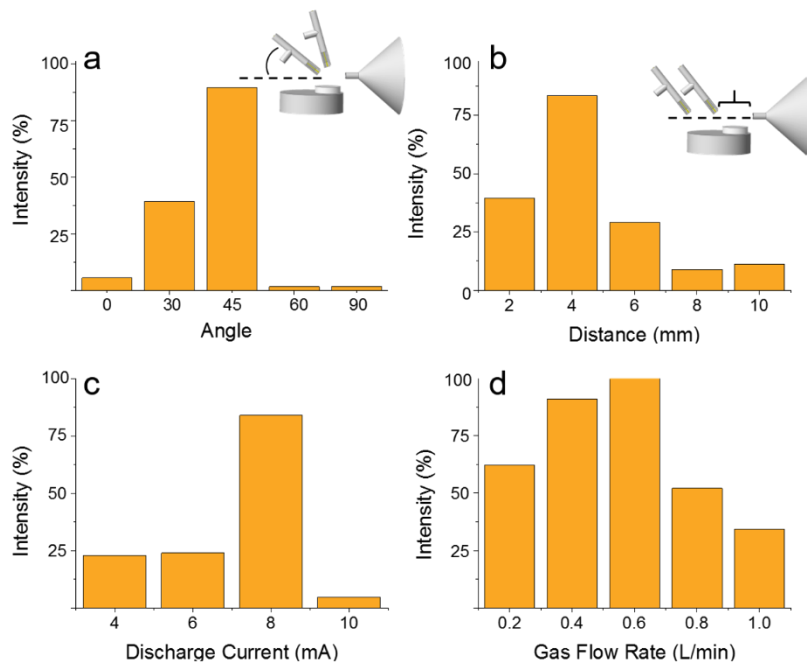 a
100
75
50
25
Intensity (%)
0 30 45 60 90
Angle
b
100
75
50
25
0
Intensity (%)
2 4 6 8 10
Distance (mm)
c
100
75
50
25
Intensity (%)
4 6 8 10
Discharge Current (mA)
d
100
75
50
25
Intensity (%)
0.2 0.4 0.6 0.8 1.0
Gas Flow Rate (L/min)